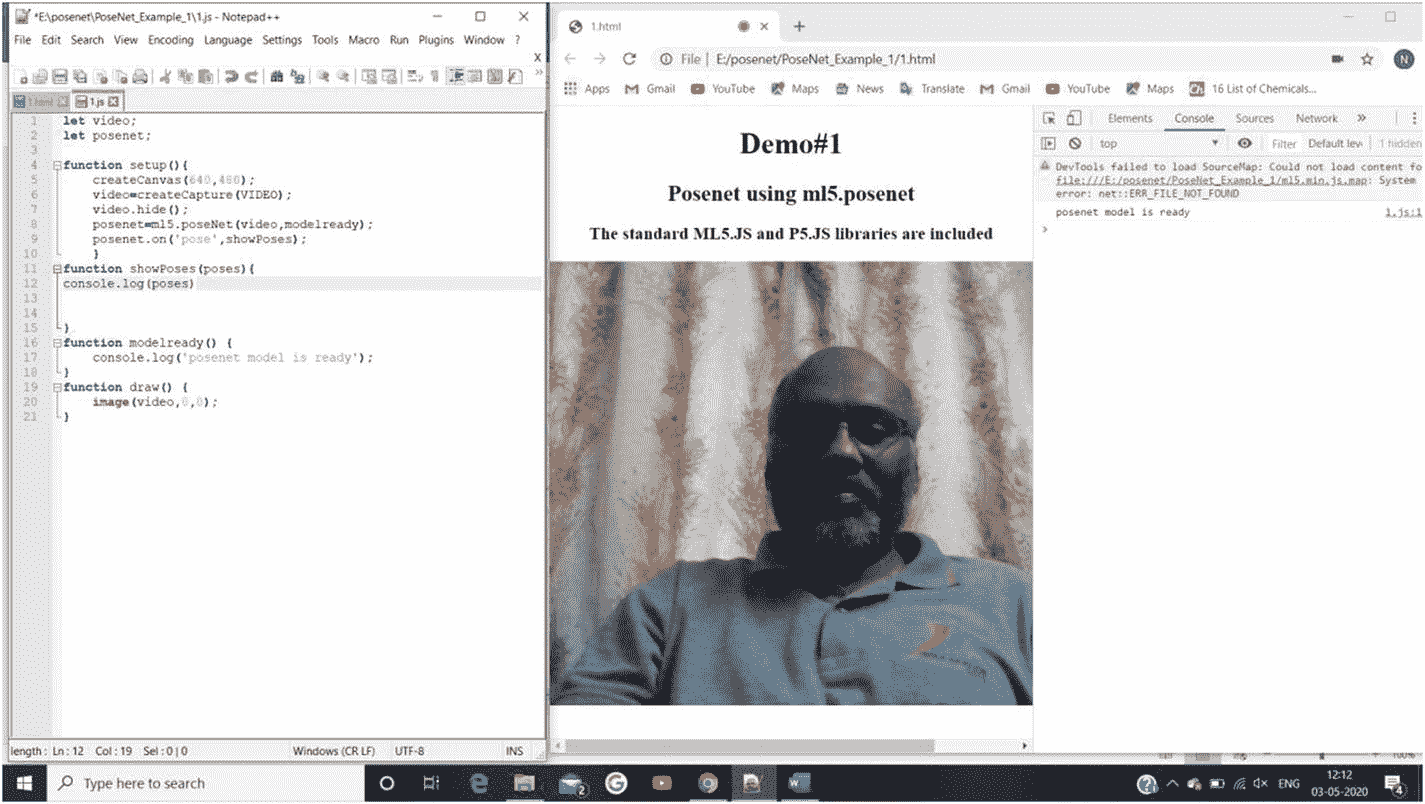 *E:\posenet\PoseNet_Example_1\1.js - Notepad++
File Edit Search View Encoding Language Settings Tools Macro Run Plugins Window ?
X
1.html 1.js
1 let video;
2 let posenet;
3
4 function setup(){
5 createCanvas(640,480);
6 video=createCapture(VIDEO);
7 video.hide();
8 posenet=ml5.poseNet(video,modelready);
9 posenet.on('pose',showPoses);
10 }
11 function showPoses(poses){
12 console.log(poses)
13
14
15 }
16 function modelready() {
17 console.log('posenet model is ready');
18 }
19 function draw() {
20 image(video,0,0);
21 }
length : Ln : 12 Col : 19 Sel : 0 | 0 Windows (CR LF) UTF-8 INS
1.html
File E:/posenet/PoseNet_Example_1/1.html
N
Apps Gmail YouTube Maps News Translate Gmail YouTube Maps Ch 16 List of Chemicals...
Demo#1
Posenet using ml5.posenet
The standard ML5.JS and P5.JS libraries are included
Elements Console Sources Network »
top Filter Default lev 1 hidden
DevTools failed to load SourceMap: Could not load content fo
file:///E:/posenet/PoseNet_Example_1/ml5.min.js.map: System
error: net::ERR_FILE_NOT_FOUND
posenet model is ready 1.js:1
>
100%
Type here to search
2
ENG
12:12
03-05-2020
4